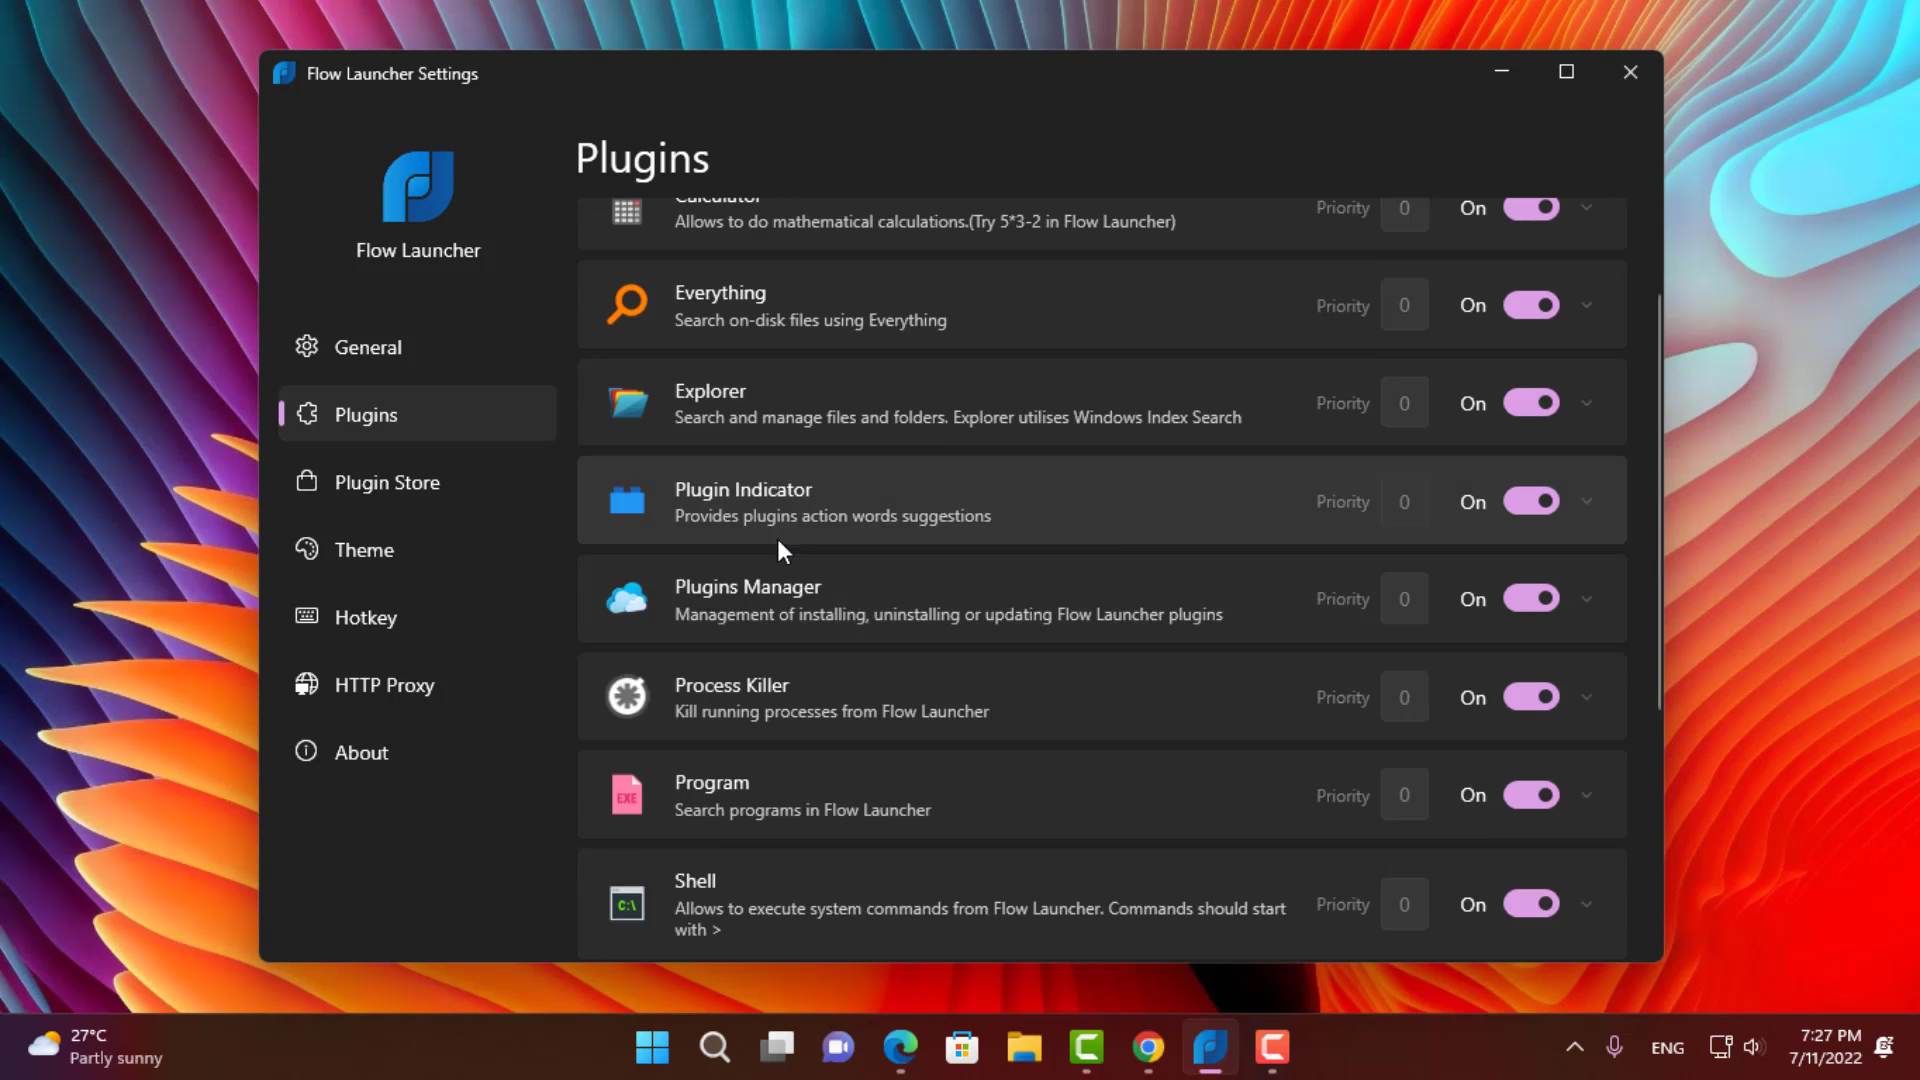 Flow Launcher Settings
Flow Launcher
General
Plugins
Plugin Store
Theme
Hotkey
HTTP Proxy
About
Plugins
Calculator
Allows to do mathematical calculations.(Try 5*3-2 in Flow Launcher)
Priority 0 On
Everything
Search on-disk files using Everything
Priority 0 On
Explorer
Search and manage files and folders. Explorer utilises Windows Index Search
Priority 0 On
Plugin Indicator
Provides plugins action words suggestions
Priority 0 On
Plugins Manager
Management of installing, uninstalling or updating Flow Launcher plugins
Priority 0 On
Process Killer
Kill running processes from Flow Launcher
Priority 0 On
EXE
Program
Search programs in Flow Launcher
Priority 0 On
C:\
Shell
Allows to execute system commands from Flow Launcher. Commands should start
with >
Priority 0 On
27°C
Partly sunny
ENG
7:27 PM
7/11/2022